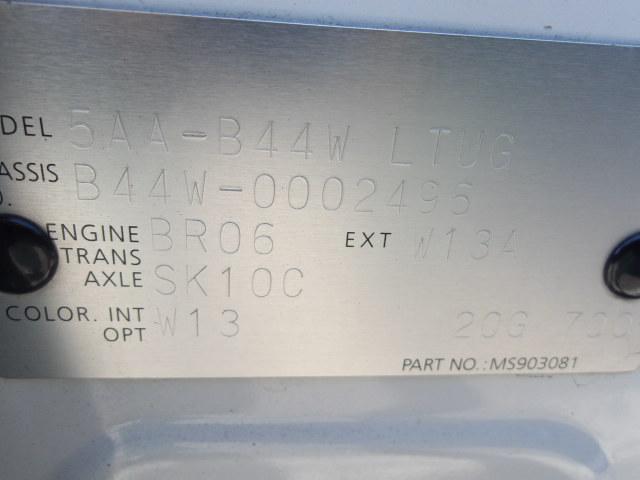 DEL 5AA-B44W LTUG
ASSIS
O. B44W-0002495
ENGINE BR06 EXT W13A
TRANS
AXLE SK10C
COLOR. INT W13 20G 700
OPT
PART NO.:MS903081